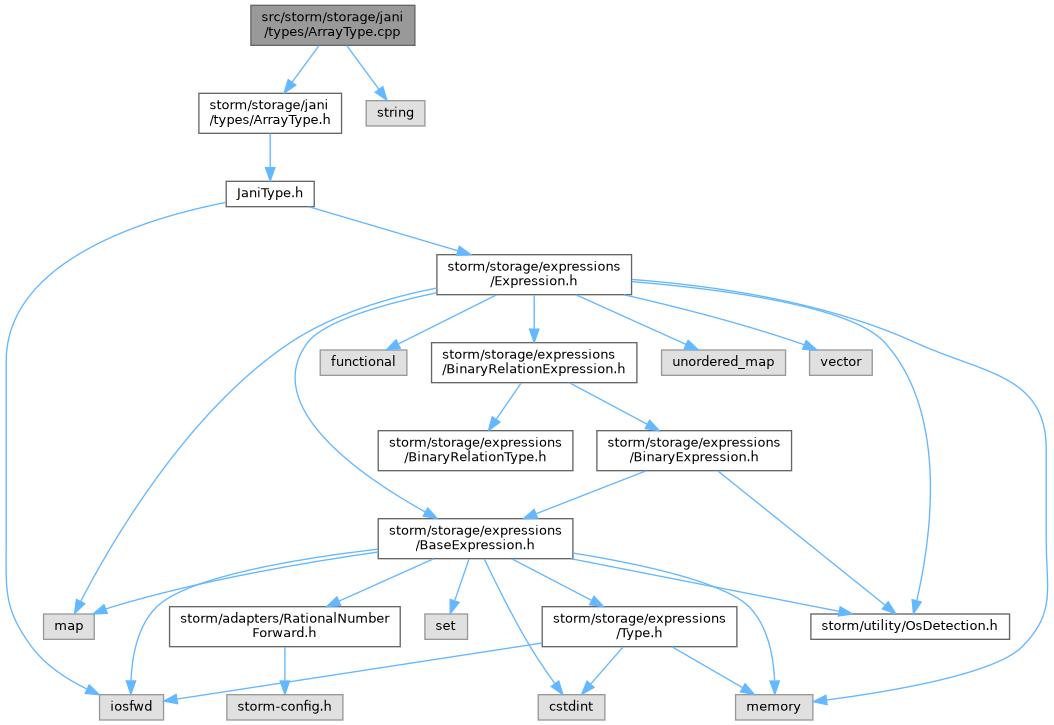 src/storm/storage/jani
/types/ArrayType.cpp
storm/storage/jani
/types/ArrayType.h
string
JaniType.h
storm/storage/expressions
/Expression.h
functional
storm/storage/expressions
/BinaryRelationExpression.h
unordered_map
vector
storm/storage/expressions
/BinaryRelationType.h
storm/storage/expressions
/BinaryExpression.h
storm/storage/expressions
/BaseExpression.h
map
storm/adapters/RationalNumber
Forward.h
set
storm/storage/expressions
/Type.h
storm/utility/OsDetection.h
iosfwd
storm-config.h
cstdint
memory